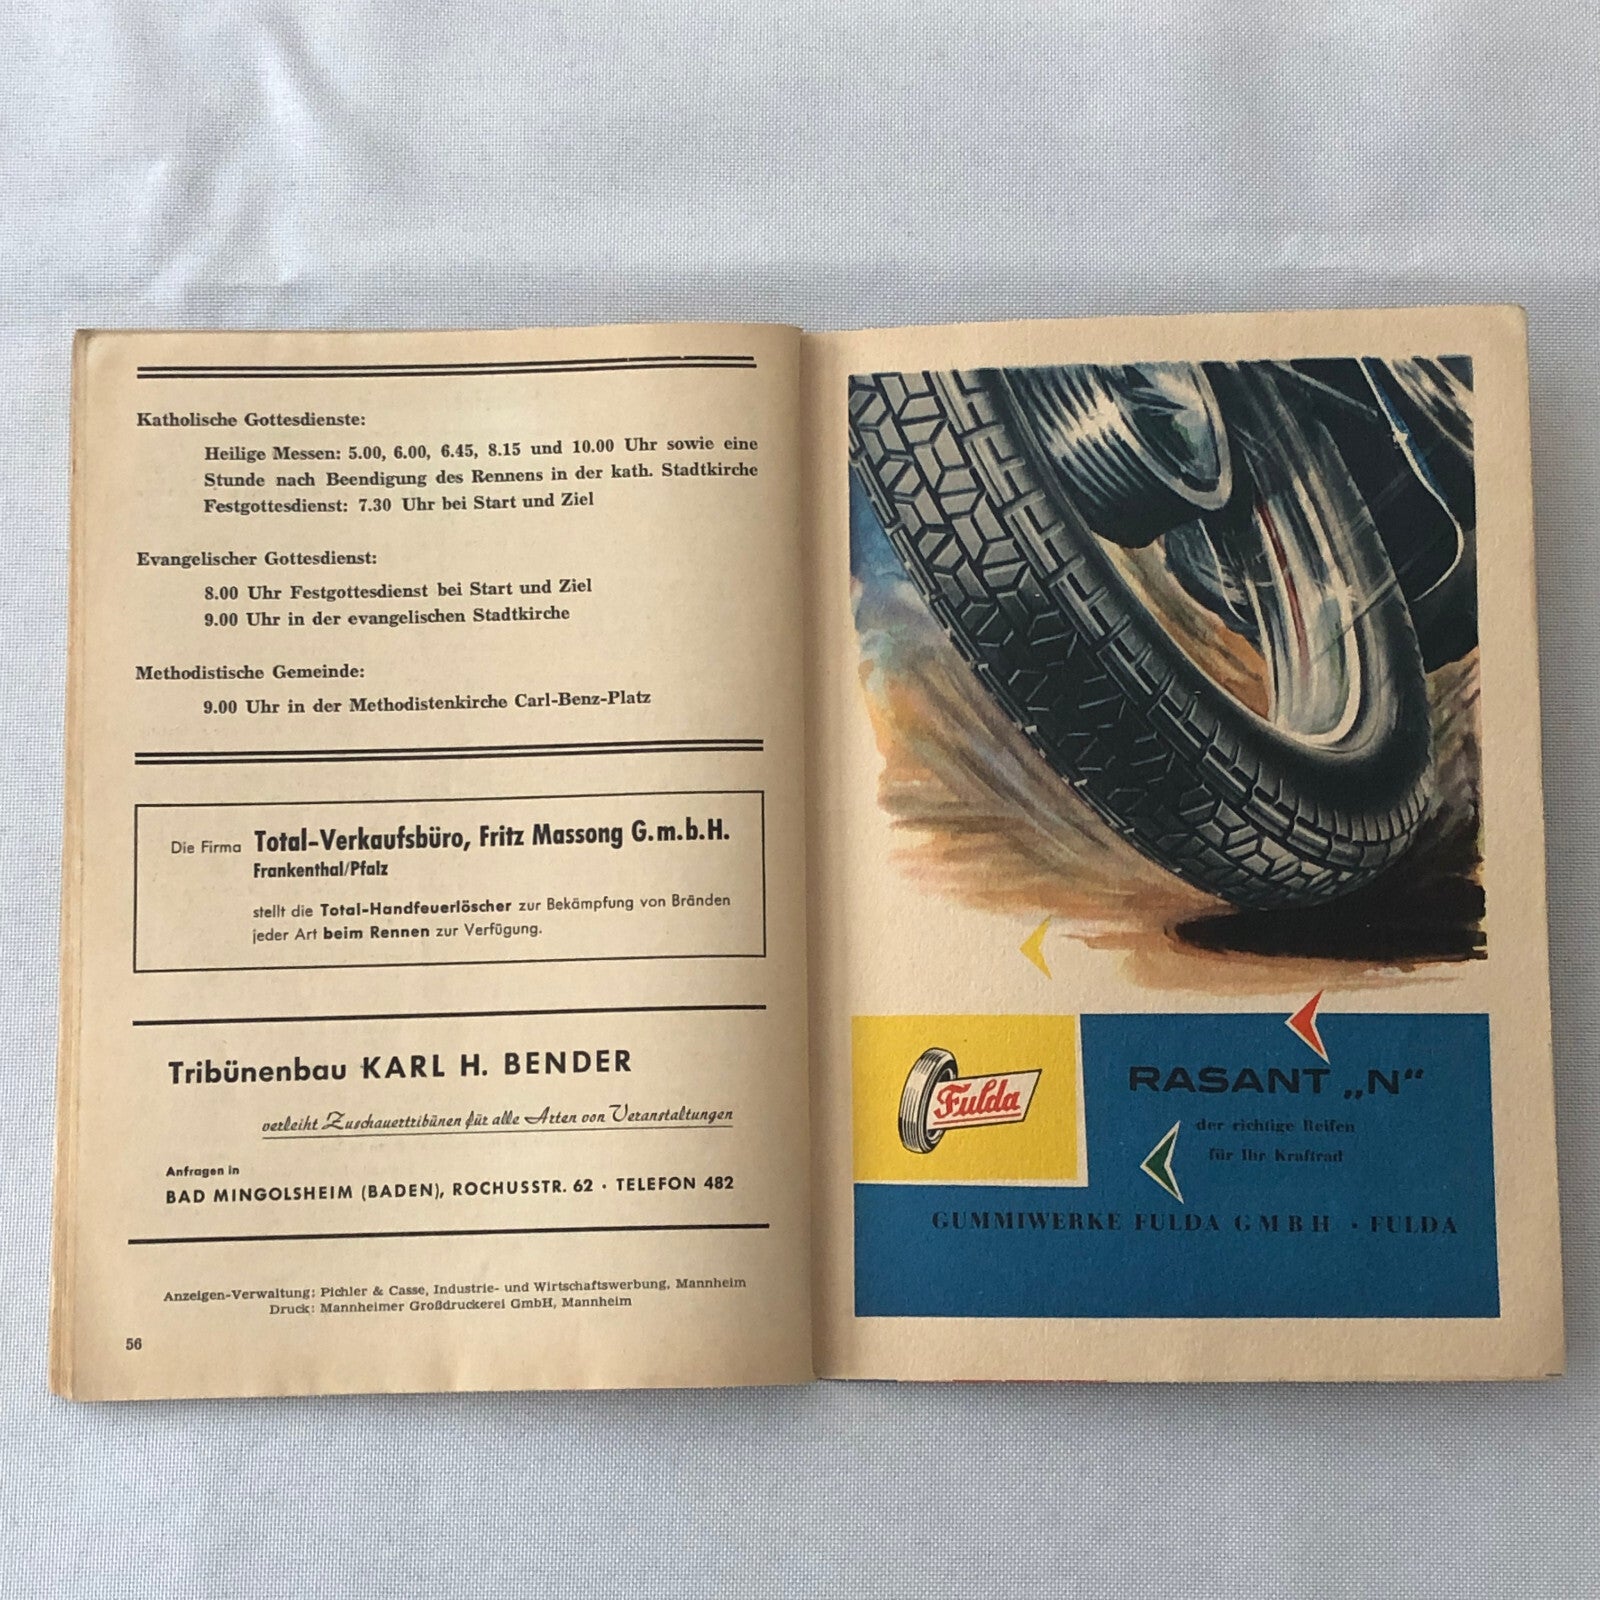 Katholische Gottesdienste:
Heilige Messen: 5.00, 6.00, 6.45, 8.15 und 10.00 Uhr sowie eine
Stunde nach Beendigung des Rennens in der kath. Stadtkirche
Festgottesdienst: 7.30 Uhr bei Start und Ziel
Evangelischer Gottesdienst:
8.00 Uhr Festgottesdienst bei Start und Ziel
9.00 Uhr in der evangelischen Stadtkirche
Methodistische Gemeinde:
9.00 Uhr in der Methodistenkirche Carl-Benz-Platz
Die Firma Total-Verkaufsbüro, Fritz Massong G.m.b.H.
Frankenthal/Pfalz
stellt die Total-Handfeuerlöscher zur Bekämpfung von Bränden
jeder Art beim Rennen zur Verfügung.
Tribünenbau KARL H. BENDER
verleiht Zuschauertribünen für alle Arten von Veranstaltungen
Anfragen in
BAD MINGOLSHEIM (BADEN), ROCHUSSTR. 62 · TELEFON 482
Anzeigen-Verwaltung: Pichler & Casse, Industrie- und Wirtschaftswerbung, Mannheim
Druck: Mannheimer Großdruckerei GmbH, Mannheim
56
Fulda
RASANT „N“
der richtige Reifen
für Ihr Kraftrad
GUMMIWERKE FULDA GMBH · FULDA